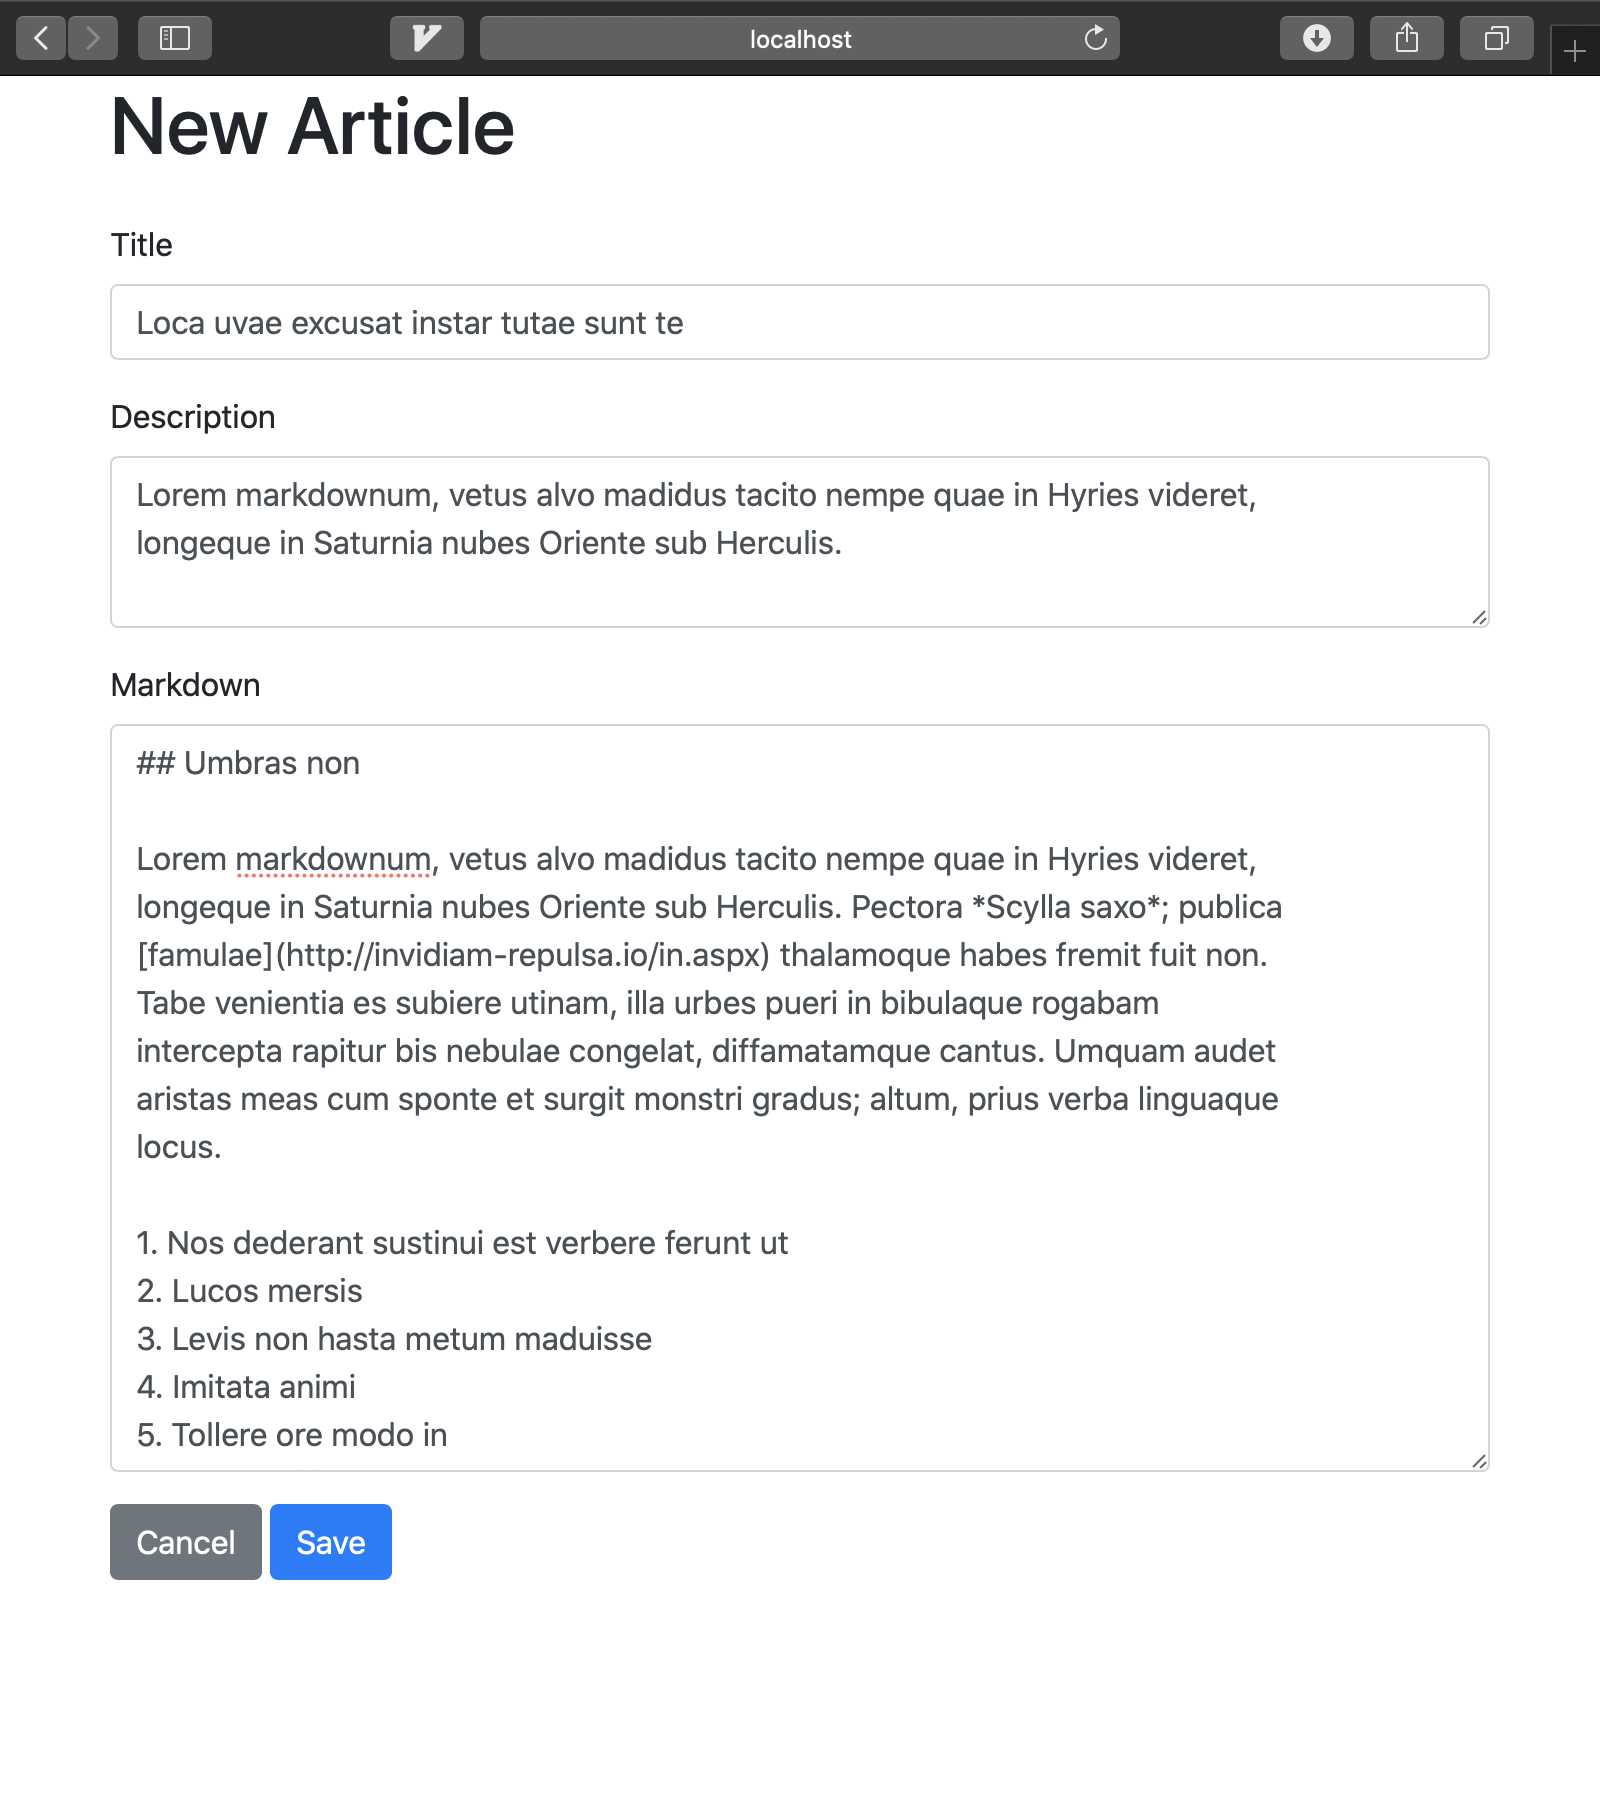 localhost
New Article
Title
Loca uvae excusat instar tutae sunt te
Description
Lorem markdownum, vetus alvo madidus tacito nempe quae in Hyries videret,
longeque in Saturnia nubes Oriente sub Herculis.
Markdown
## Umbras non
Lorem markdownum, vetus alvo madidus tacito nempe quae in Hyries videret,
longeque in Saturnia nubes Oriente sub Herculis. Pectora *Scylla saxo*; publica
[famulae](http://invidiam-repulsa.io/in.aspx) thalamoque habes fremit fuit non.
Tabe venientia es subiere utinam, illa urbes pueri in bibulaque rogabam
intercepta rapitur bis nebulae congelat, diffamatamque cantus. Umquam audet
aristas meas cum sponte et surgit monstri gradus; altum, prius verba linguaque
locus.
1. Nos dederant sustinui est verbere ferunt ut
2. Lucos mersis
3. Levis non hasta metum maduisse
4. Imitata animi
5. Tollere ore modo in
Cancel Save